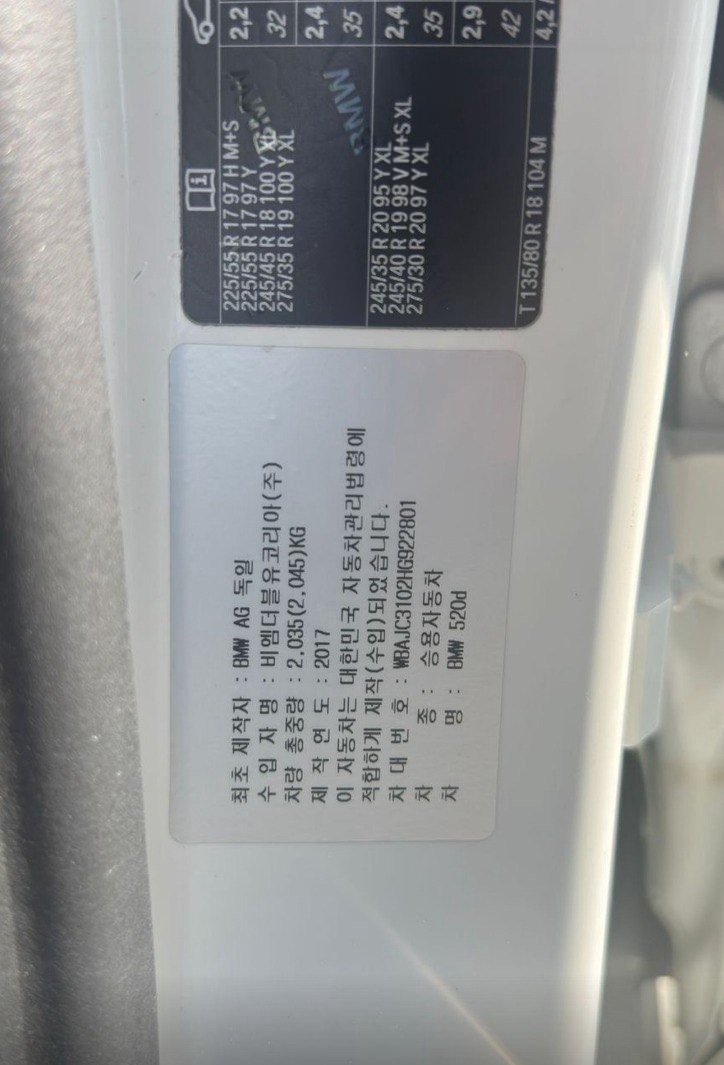 2,2 2,4 2,4 2,9 4,2 /
32 35 35 42
225/55 R 17 97 H M+S
225/55 R 17 97 Y
245/45 R 18 100 Y XL
275/35 R 19 100 Y XL
245/35 R 20 95 Y XL
245/40 R 19 98 V M+S XL
275/30 R 20 97 Y XL
T 135/80 R 18 104 M
BMW
최초 제작자 : BMW AG 독일
수 입 자 명 : 비엠더블유코리아(주)
차량 총중량 : 2,035(2,045)KG
제 작 연 도 : 2017
이 자동차는 대한민국 자동차관리법령에
적합하게 제작(수입)되었습니다.
차 대 번 호 : WBAJC3102HG922801
차 종 : 승용자동차
차 명 : BMW 520d